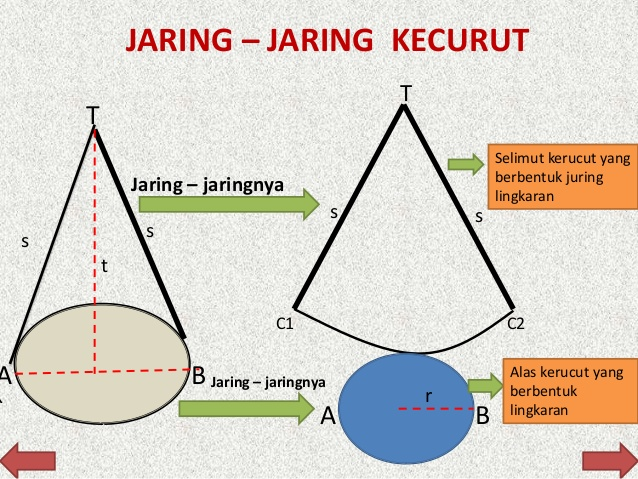 JARING – JARING KECURUT
T
T
Jaring – jaringnya
Selimut kerucut yang
berbentuk juring
lingkaran
s
s
s
s
t
C1
C2
A
B
Jaring – jaringnya
A
r
B
Alas kerucut yang
berbentuk
lingkaran